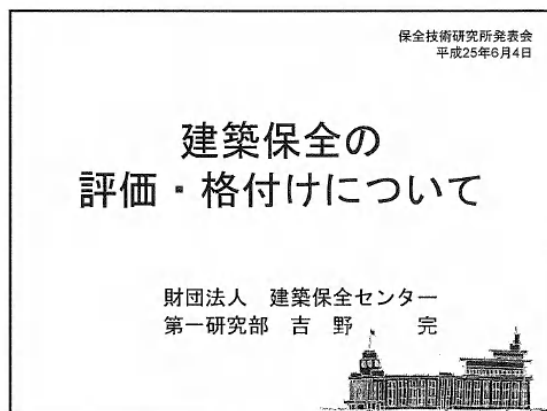 保全技術研究所発表会
平成25年6月4日
建築保全の
評価・格付けについて
財団法人　建築保全センター
第一研究部　吉　野　　完